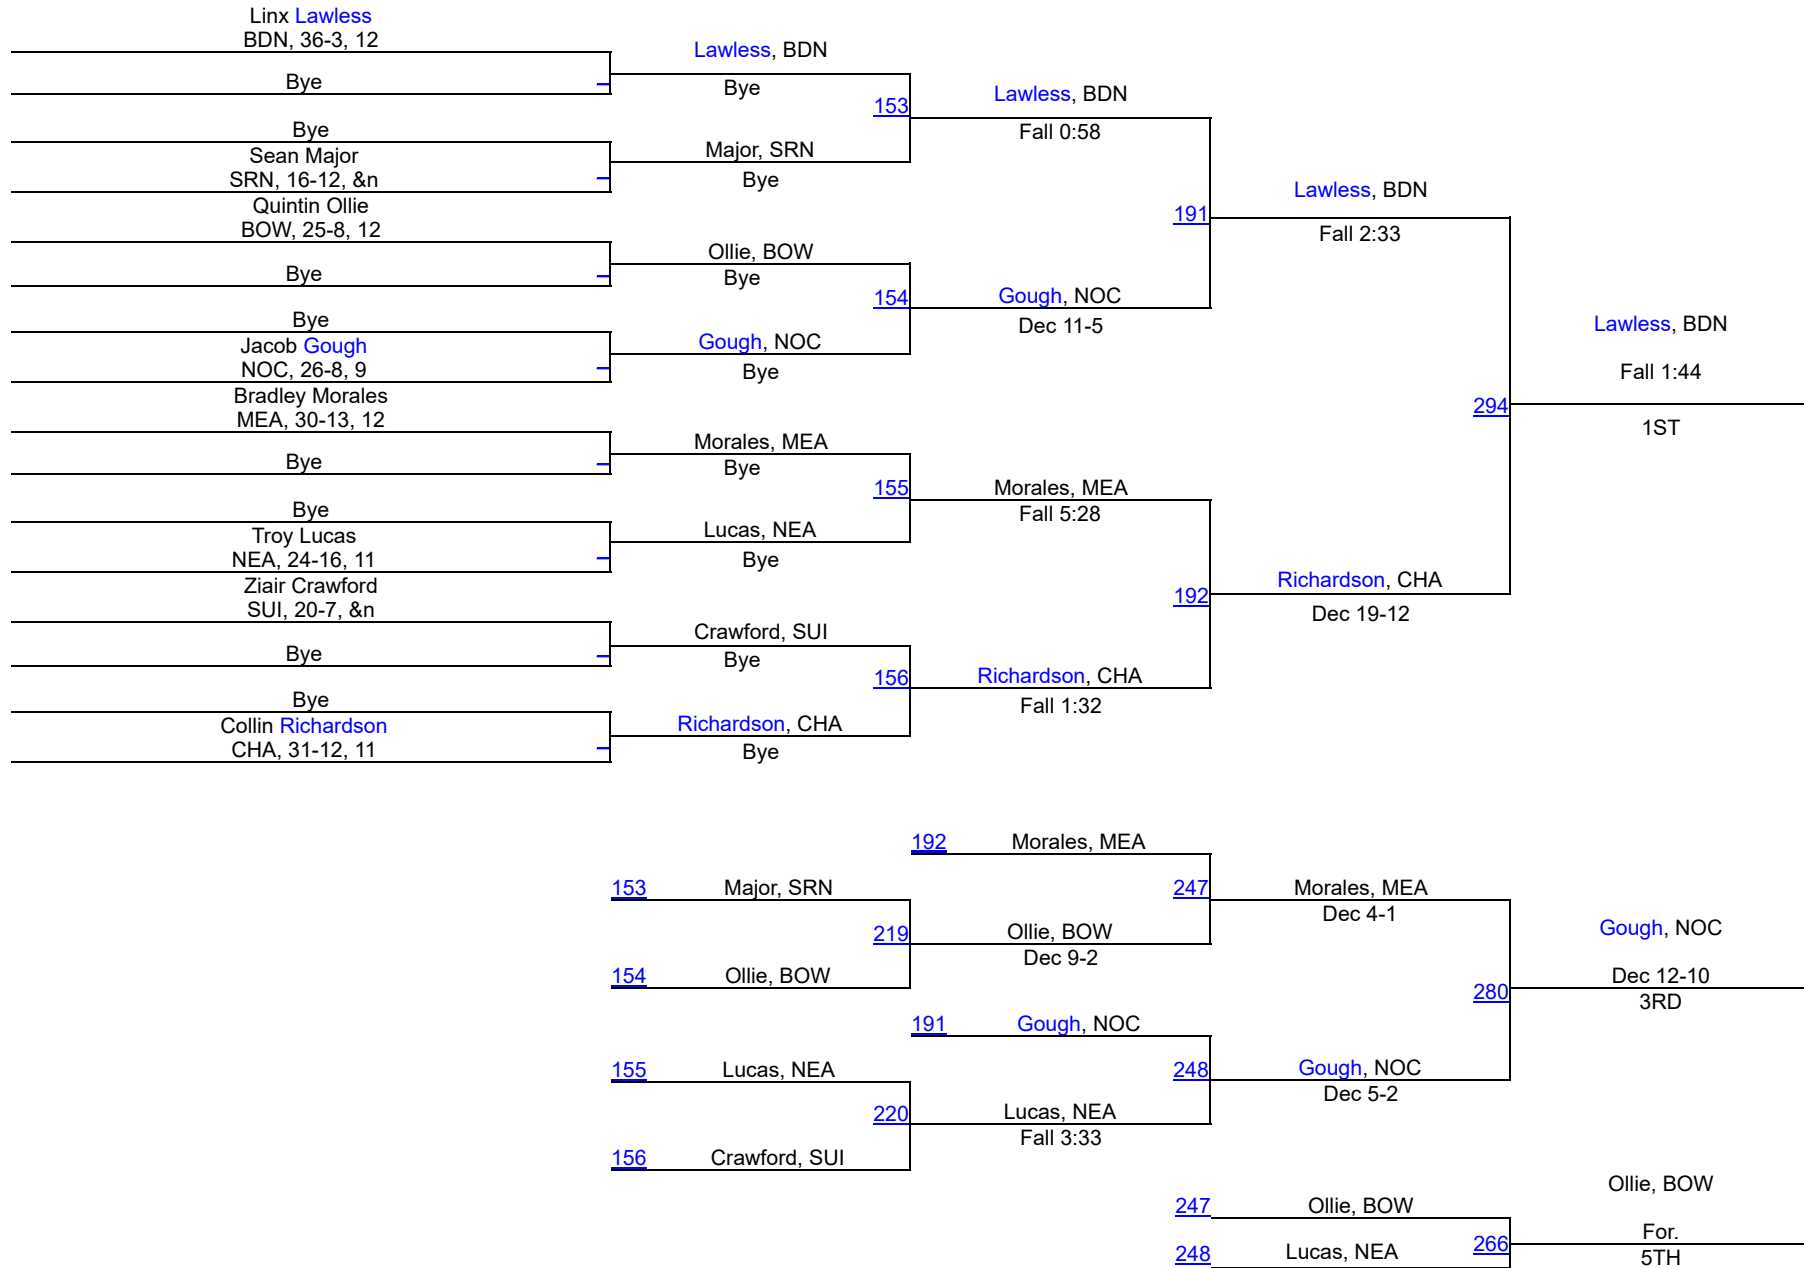 Linx Lawless
BDN, 36-3, 12
Bye
Bye
Sean Major
SRN, 16-12, &n
Quintin Ollie
BOW, 25-8, 12
Bye
Bye
Jacob Gough
NOC, 26-8, 9
Bradley Morales
MEA, 30-13, 12
Bye
Bye
Troy Lucas
NEA, 24-16, 11
Ziair Crawford
SUI, 20-7, &n
Bye
Bye
Collin Richardson
CHA, 31-12, 11
Lawless, BDN
Bye
153
Major, SRN
Bye
Ollie, BOW
Bye
154
Gough, NOC
Bye
Morales, MEA
Bye
155
Lucas, NEA
Bye
Crawford, SUI
Bye
156
Richardson, CHA
Bye
Lawless, BDN
Fall 0:58
191
Gough, NOC
Dec 11-5
Morales, MEA
Fall 5:28
192
Richardson, CHA
Fall 1:32
Lawless, BDN
Fall 2:33
294
Richardson, CHA
Dec 19-12
Lawless, BDN
Fall 1:44
1ST
192 Morales, MEA
153 Major, SRN
219
154 Ollie, BOW
Ollie, BOW
Dec 9-2
247
Morales, MEA
Dec 4-1
191 Gough, NOC
155 Lucas, NEA
220
156 Crawford, SUI
Lucas, NEA
Fall 3:33
248
Gough, NOC
Dec 5-2
280
Gough, NOC
Dec 12-10
3RD
247 Ollie, BOW
248 Lucas, NEA
266
Ollie, BOW
For.
5TH